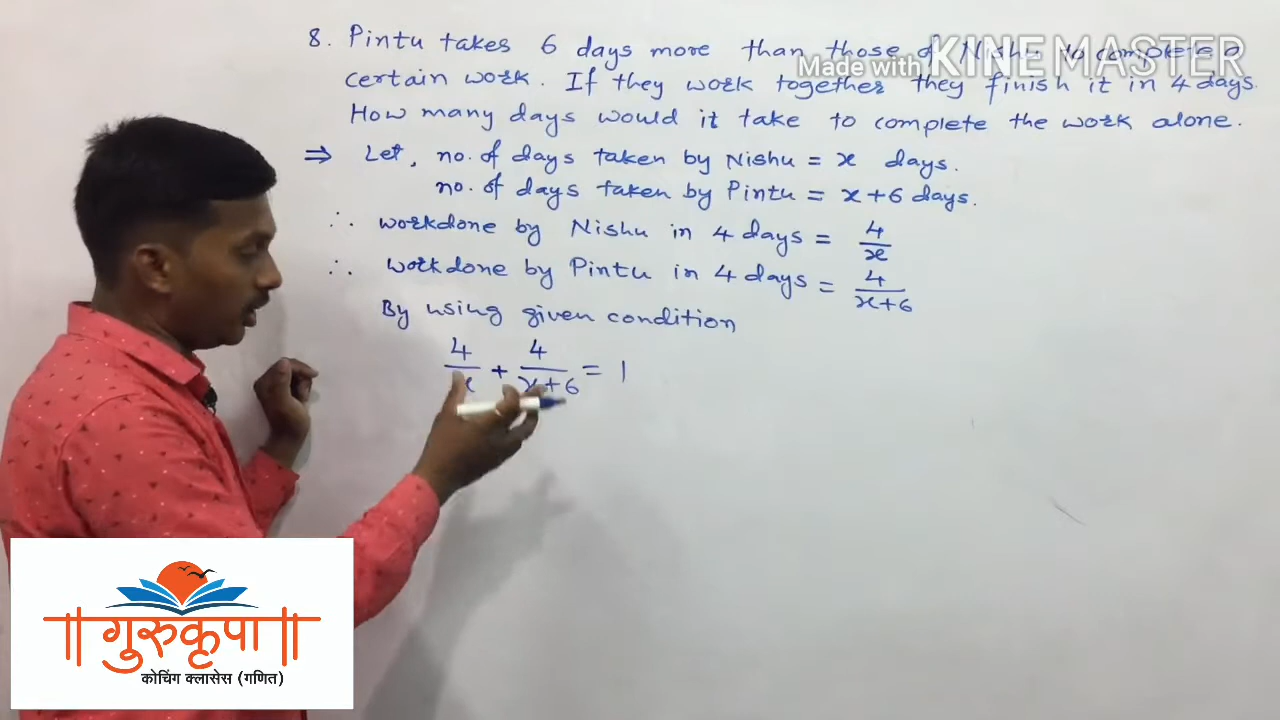 8. Pintu takes 6 days more than those of Nishu to complete a
Made with KINEMASTER
certain work. If they work together they finish it in 4 days.
How many days would it take to complete the work alone.
⇒ Let, no. of days taken by Nishu = x days.
no. of days taken by Pintu = x+6 days.
∴ workdone by Nishu in 4 days = 4/x
∴ workdone by Pintu in 4 days = 4/x+6
By using given condition
4/x + 4/x+6 = 1
॥गुरुकृपा॥
कोचिंग क्लासेस (गणित)